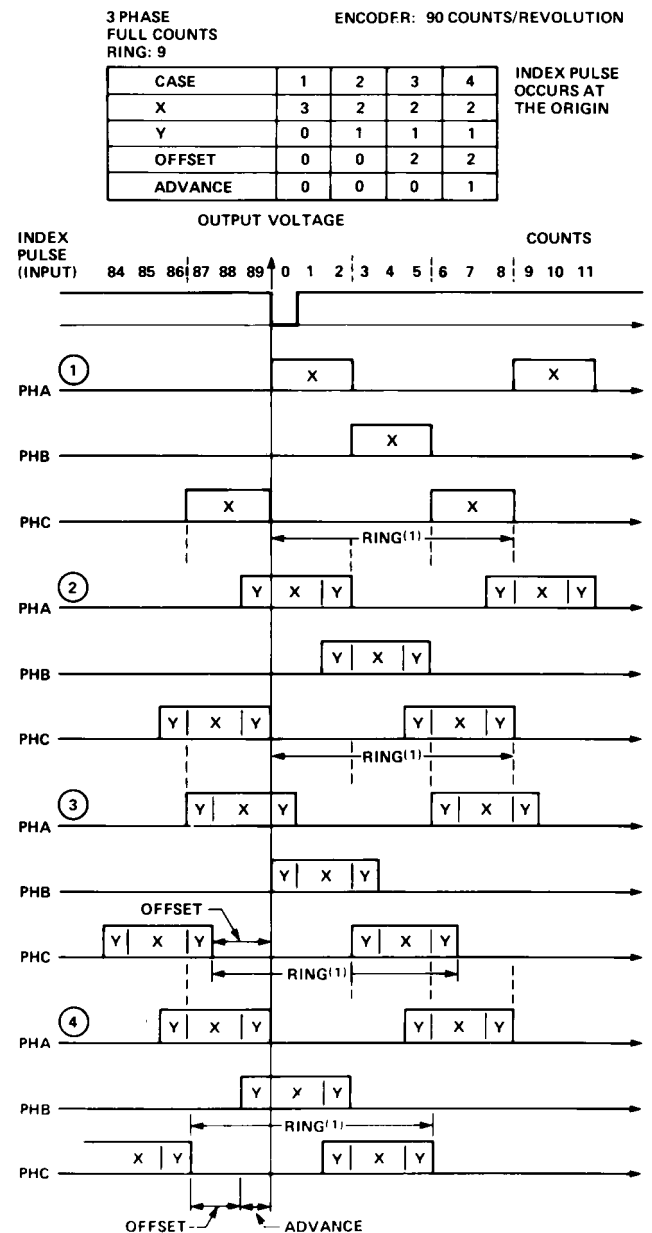 3 PHASE
FULL COUNTS
RING: 9
ENCODER: 90 COUNTS/REVOLUTION
CASE 1 2 3 4
X 3 2 2 2
Y 0 1 1 1
OFFSET 0 0 2 2
ADVANCE 0 0 0 1
INDEX PULSE
OCCURS AT
THE ORIGIN
OUTPUT VOLTAGE
INDEX
PULSE
(INPUT)
COUNTS
84 85 86 87 88 89 0 1 2 3 4 5 6 7 8 9 10 11
1
PHA X X
PHB X
PHC X X
RING(1)
2
PHA Y X Y Y X Y
PHB Y X Y
PHC Y X Y Y X Y
RING(1)
3
PHA Y X Y Y X Y
PHB Y X Y
OFFSET
PHC Y X Y Y X Y
RING(1)
4
PHA Y X Y Y X Y
PHB Y X Y
RING(1)
PHC X Y Y X Y
OFFSET ADVANCE